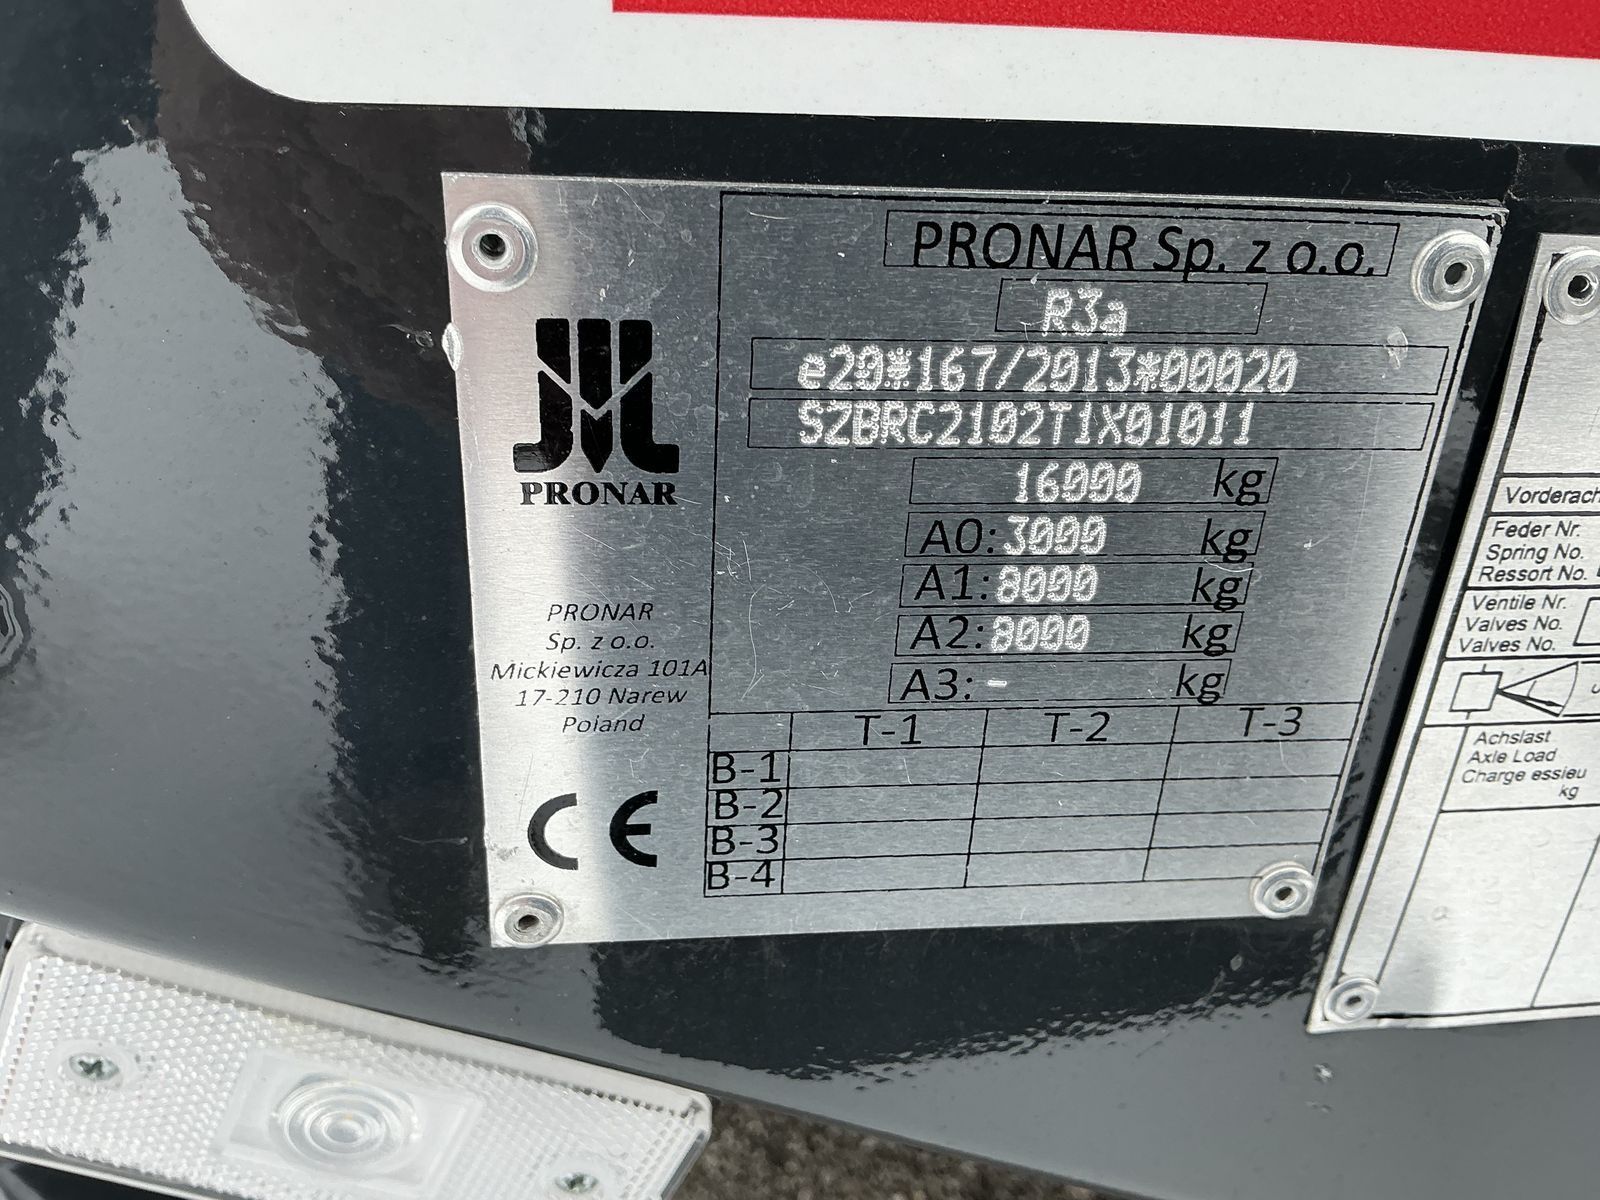 PRONAR Sp. z o.o.
R3a
e20*167/2013*00020
SZBRC2102T1X01011
16000 kg
A0: 3000 kg
A1: 8000 kg
A2: 8000 kg
A3: - kg
T-1 T-2 T-3
B-1
B-2
B-3
B-4
PRONAR
PRONAR
Sp. z o.o.
Mickiewicza 101A
17-210 Narew
Poland
CE
Feder Nr.
Spring No.
Ressort No.
Ventile Nr.
Valves No.
Valves No.
Achslast
Axle Load
Charge essieu
kg